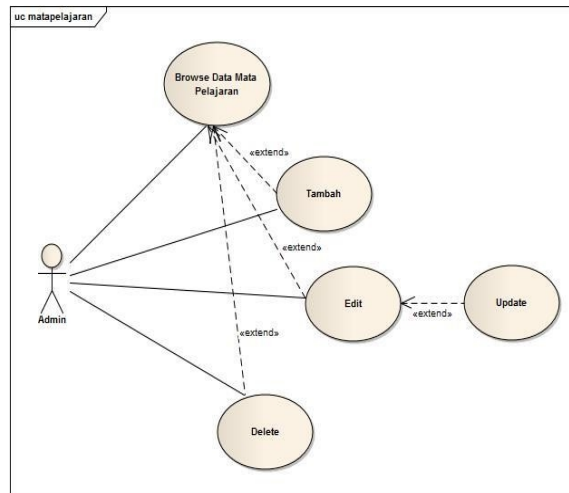 uc matapelajaran
Browse Data Mata
Pelajaran
«extend»
Tambah
«extend»
Admin
Edit
«extend»
Update
«extend»
Delete